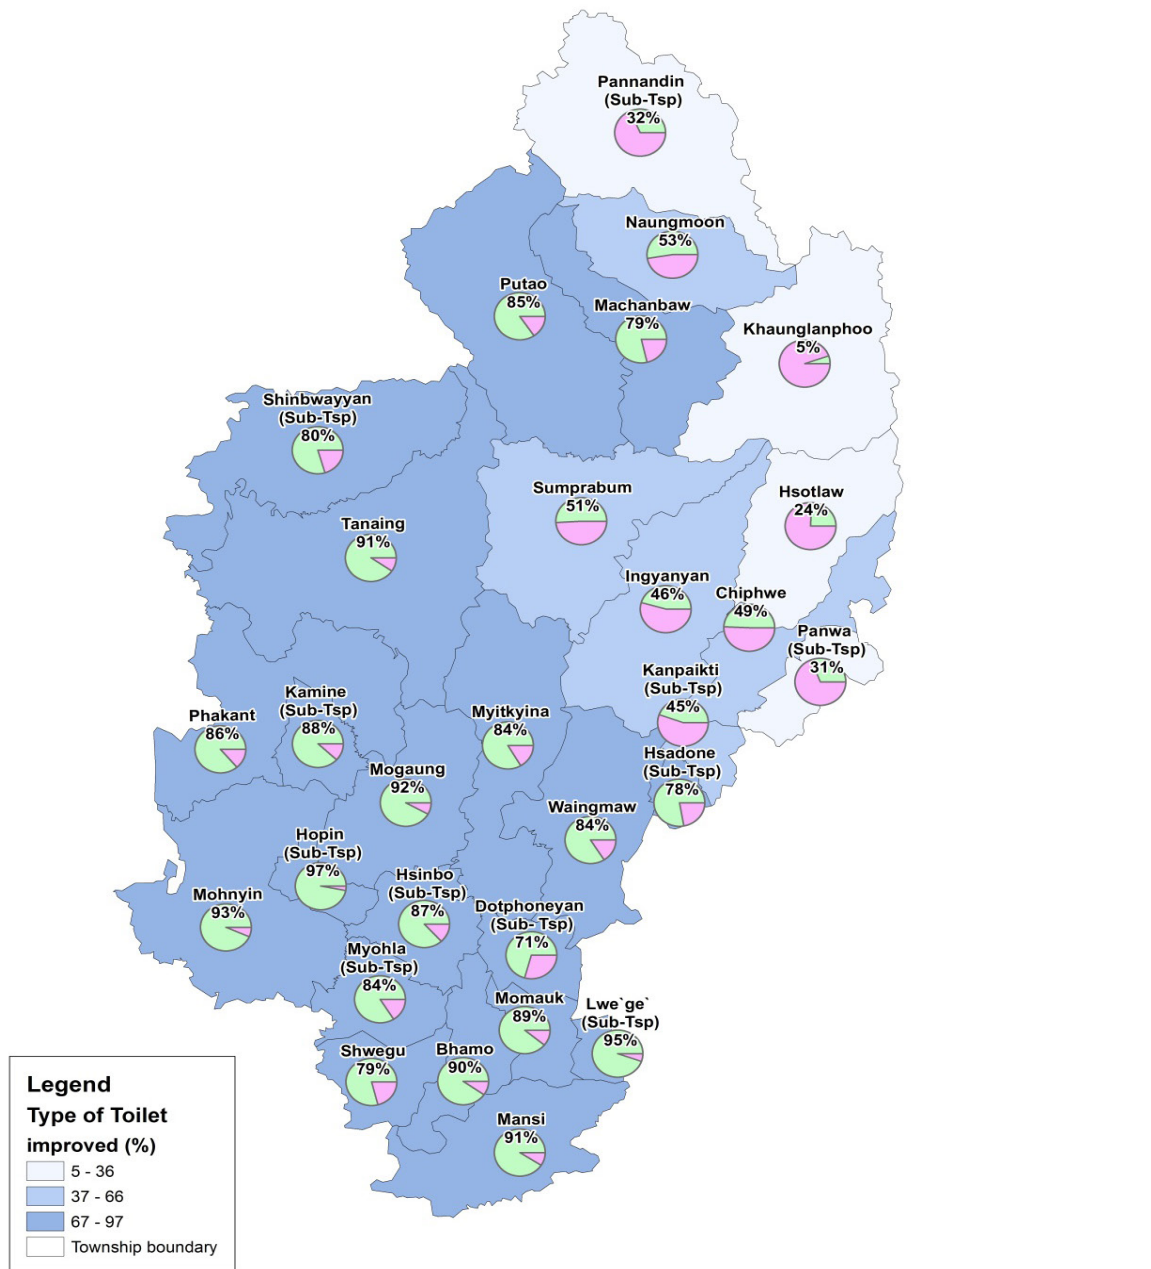 Pannandin
(Sub-Tsp)
32%
Naungmoon
53%
Putao
85%
Machanbaw
79%
Khaunglanphoo
5%
Shinbwayyan
(Sub-Tsp)
80%
Sumprabum
51%
Hsotlaw
24%
Tanaing
91%
Ingyanyan
46%
Chiphwe
49%
Panwa
(Sub-Tsp)
31%
Kanpaikti
(Sub-Tsp)
45%
Kamine
(Sub-Tsp)
88%
Phakant
86%
Myitkyina
84%
Hsadone
(Sub-Tsp)
78%
Mogaung
92%
Waingmaw
84%
Hopin
(Sub-Tsp)
97%
Hsinbo
(Sub-Tsp)
87%
Mohnyin
93%
Dotphoneyan
(Sub- Tsp)
71%
Myohla
(Sub-Tsp)
84%
Momauk
89%
Lwe`ge`
(Sub-Tsp)
95%
Shwegu
79%
Bhamo
90%
Mansi
91%
Legend
Type of Toilet
improved (%)
5 - 36
37 - 66
67 - 97
Township boundary